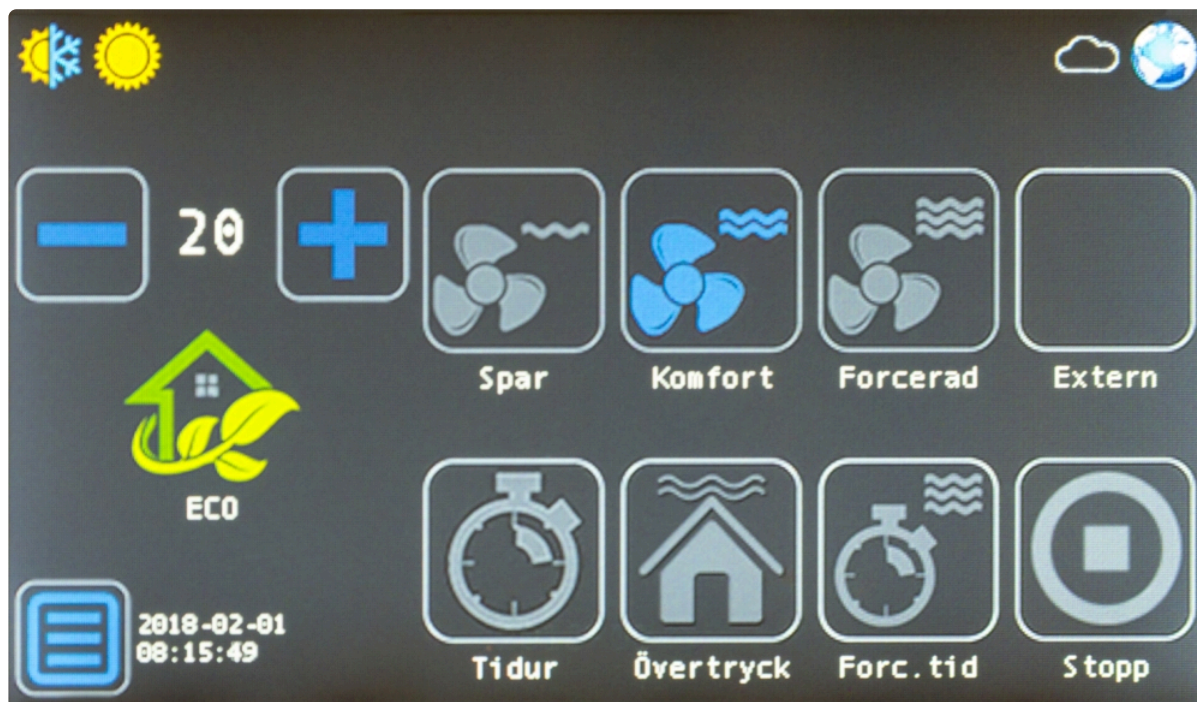 20
Spar
Komfort
Forcerad
Extern
ECO
2018-02-01
08:15:49
Tidur
Övertryck
Forc.tid
Stopp